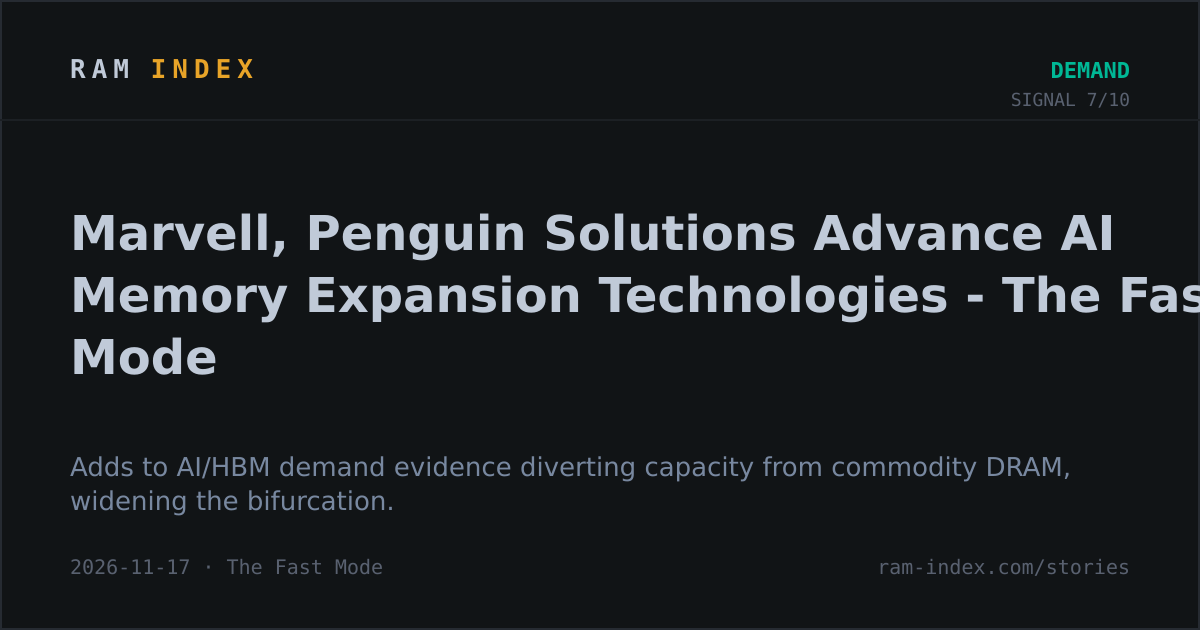 RAM INDEX
DEMAND
SIGNAL 7/10
Marvell, Penguin Solutions Advance AI
Memory Expansion Technologies - The Fas
Mode
Adds to AI/HBM demand evidence diverting capacity from commodity DRAM,
widening the bifurcation.
2026-11-17 · The Fast Mode
ram-index.com/stories